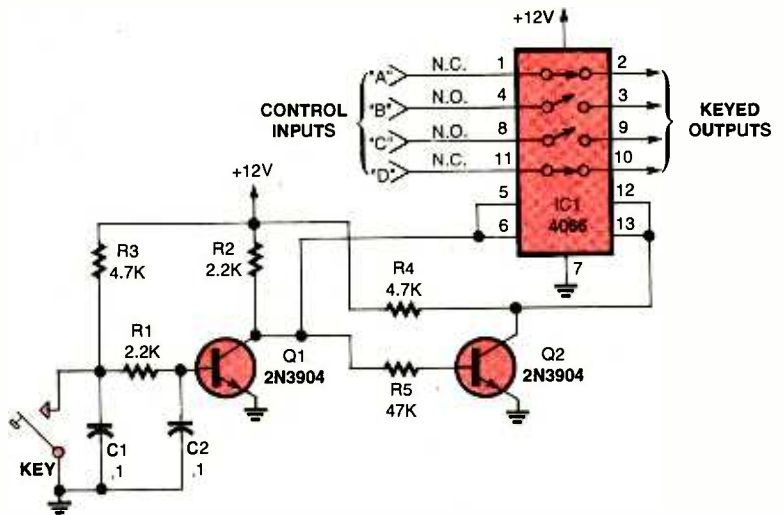 +12V
"A" N.C. 1 2
"B" N.O. 4 3
"C" N.O. 8 9
"D" N.C. 11 10
CONTROL
INPUTS
KEYED
OUTPUTS
5 12
6 13
IC1
4066
7
+12V
R3
4.7K
R2
2.2K
R4
4.7K
R1
2.2K
Q1
2N3904
Q2
2N3904
R5
47K
C1
.1
C2
.1
KEY